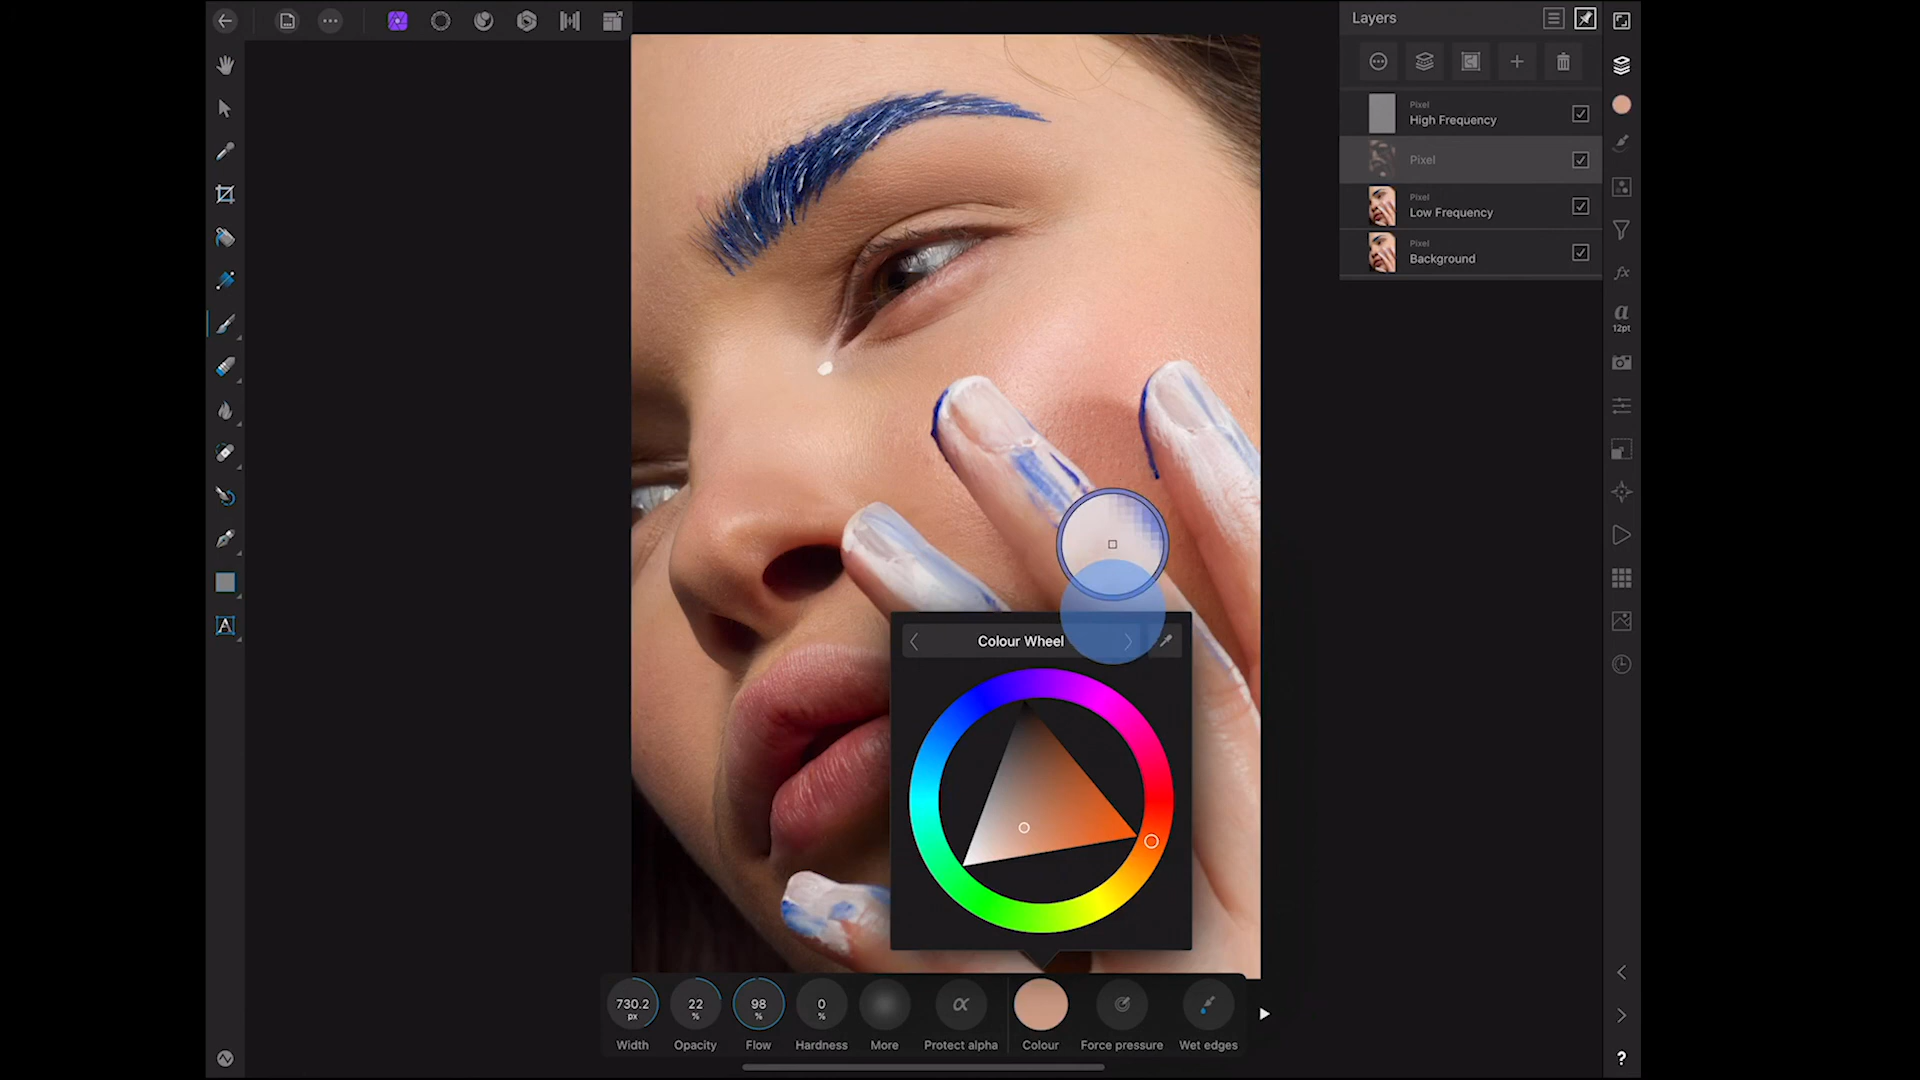 Layers
Pixel
High Frequency
Pixel
Pixel
Low Frequency
Pixel
Background
fx
a
12pt
A
Colour Wheel
730.2
px
22
%
98
%
0
%
α
Width
Opacity
Flow
Hardness
More
Protect alpha
Colour
Force pressure
Wet edges
?